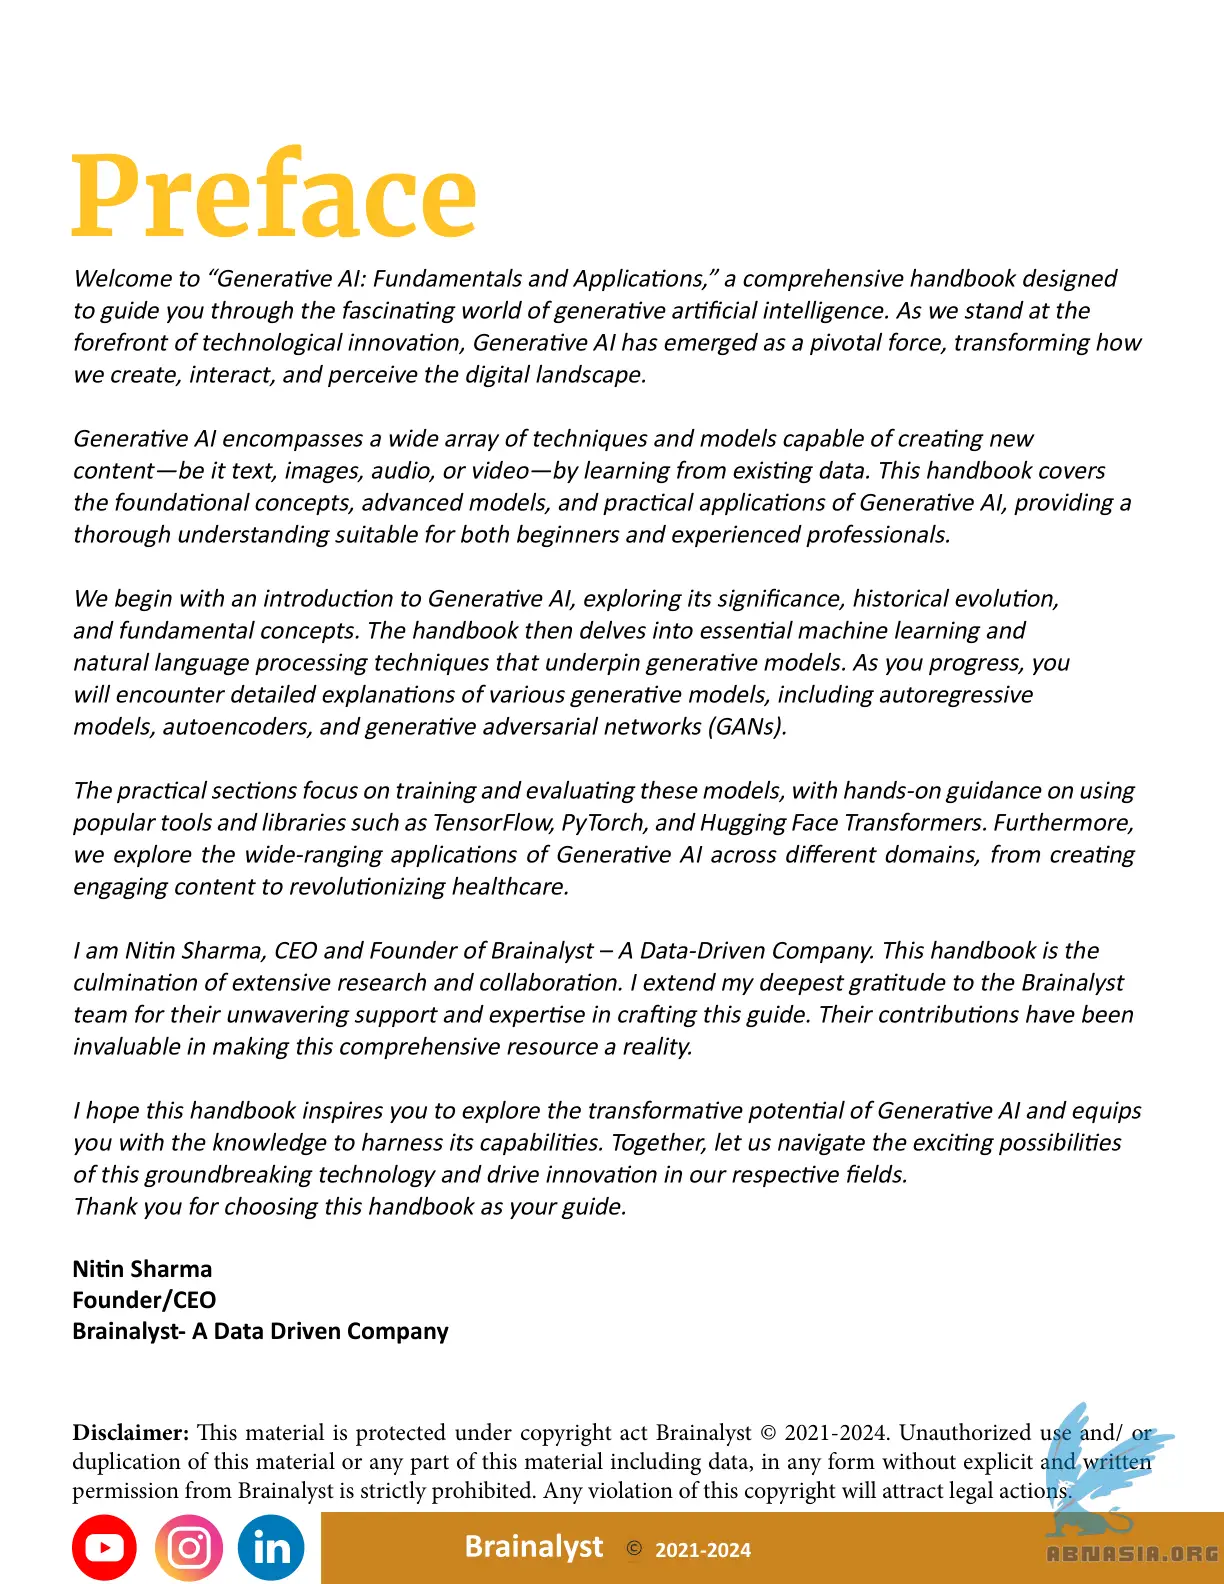 Preface
Welcome to “Generative AI: Fundamentals and Applications,” a comprehensive handbook designed
to guide you through the fascinating world of generative artificial intelligence. As we stand at the
forefront of technological innovation, Generative AI has emerged as a pivotal force, transforming how
we create, interact, and perceive the digital landscape.
Generative AI encompasses a wide array of techniques and models capable of creating new
content—be it text, images, audio, or video—by learning from existing data. This handbook covers
the foundational concepts, advanced models, and practical applications of Generative AI, providing a
thorough understanding suitable for both beginners and experienced professionals.
We begin with an introduction to Generative AI, exploring its significance, historical evolution,
and fundamental concepts. The handbook then delves into essential machine learning and
natural language processing techniques that underpin generative models. As you progress, you
will encounter detailed explanations of various generative models, including autoregressive
models, autoencoders, and generative adversarial networks (GANs).
The practical sections focus on training and evaluating these models, with hands-on guidance on using
popular tools and libraries such as TensorFlow, PyTorch, and Hugging Face Transformers. Furthermore,
we explore the wide-ranging applications of Generative AI across different domains, from creating
engaging content to revolutionizing healthcare.
I am Nitin Sharma, CEO and Founder of Brainalyst – A Data-Driven Company. This handbook is the
culmination of extensive research and collaboration. I extend my deepest gratitude to the Brainalyst
team for their unwavering support and expertise in crafting this guide. Their contributions have been
invaluable in making this comprehensive resource a reality.
I hope this handbook inspires you to explore the transformative potential of Generative AI and equips
you with the knowledge to harness its capabilities. Together, let us navigate the exciting possibilities
of this groundbreaking technology and drive innovation in our respective fields.
Thank you for choosing this handbook as your guide.
Nitin Sharma
Founder/CEO
Brainalyst- A Data Driven Company
Disclaimer: This material is protected under copyright act Brainalyst © 2021-2024. Unauthorized use and/ or
duplication of this material or any part of this material including data, in any form without explicit and written
permission from Brainalyst is strictly prohibited. Any violation of this copyright will attract legal actions.
in Brainalyst © 2021-2024
ABNASIA.ORG